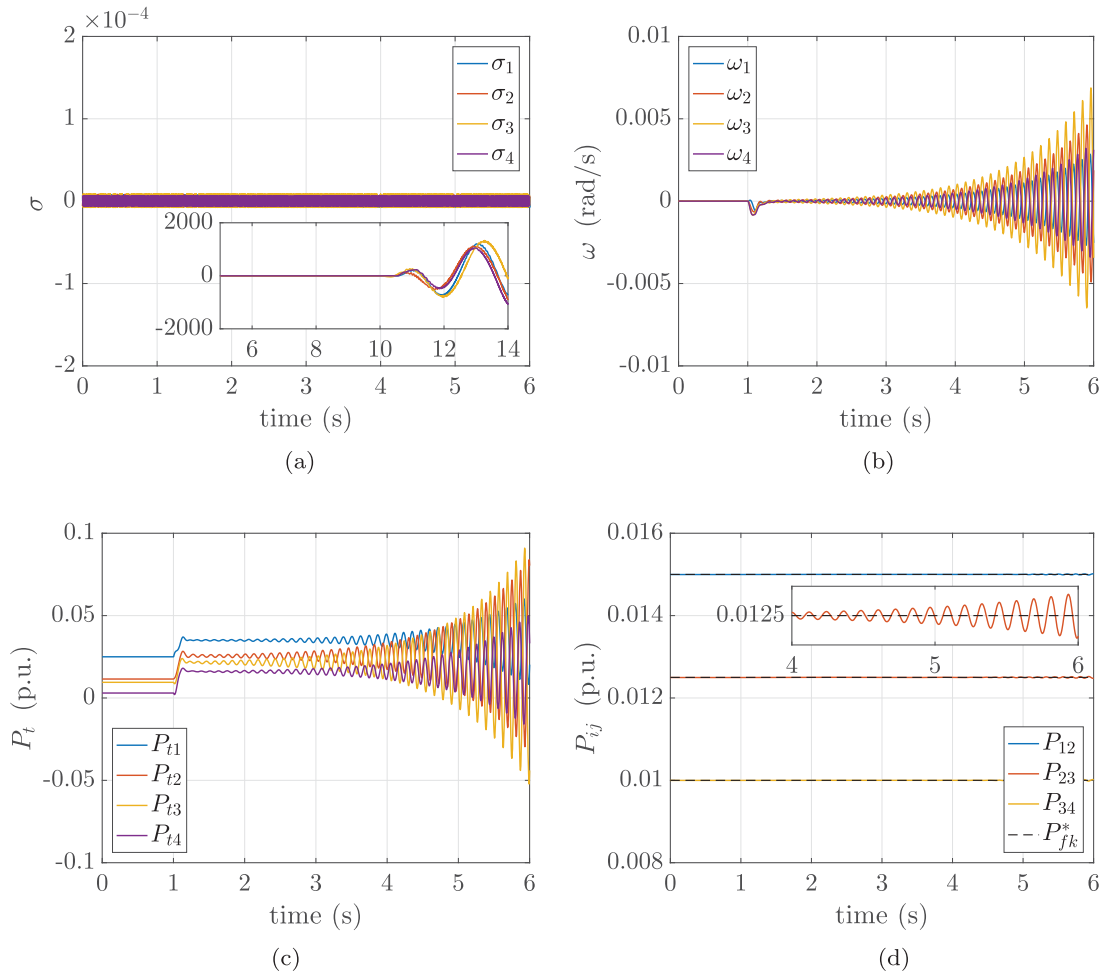 ×10⁻⁴
2
1
0
-1
-2
σ
σ₁
σ₂
σ₃
σ₄
2000
0
-2000
6 8 10 12 14
0 1 2 3 4 5 6
time (s)
(a)
0.01
0.005
0
-0.005
-0.01
ω (rad/s)
ω₁
ω₂
ω₃
ω₄
0 1 2 3 4 5 6
time (s)
(b)
0.1
0.05
0
-0.05
-0.1
Pₜ (p.u.)
Pₜ₁
Pₜ₂
Pₜ₃
Pₜ₄
0 1 2 3 4 5 6
time (s)
(c)
0.016
0.014
0.012
0.01
0.008
P_{ij} (p.u.)
0.0125
4 5 6
P₁₂
P₂₃
P₃₄
P*_{fk}
0 1 2 3 4 5 6
time (s)
(d)